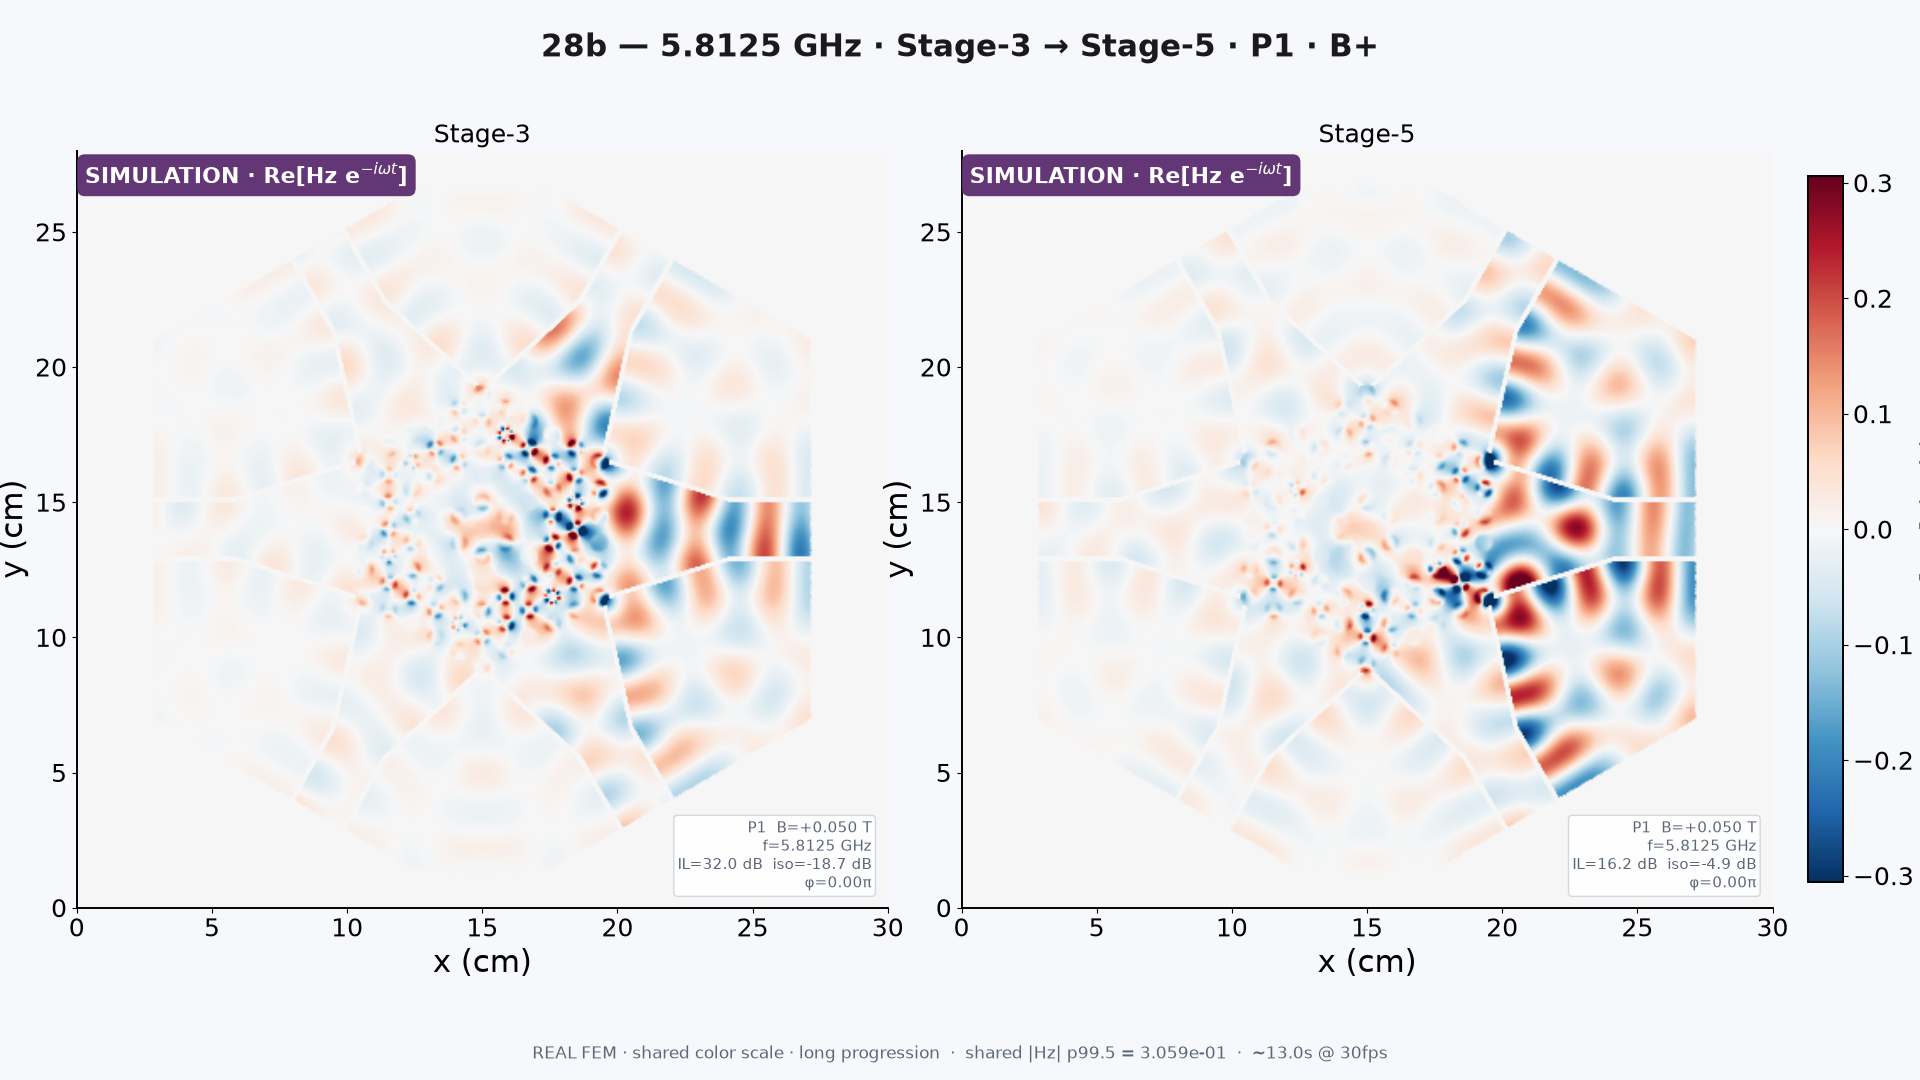 28b — 5.8125 GHz · Stage-3 → Stage-5 · P1 · B+
Stage-3
SIMULATION · Re[Hz e^{−iωt}]
25
20
15
10
5
0
y (cm)
0 5 10 15 20 25 30
x (cm)
P1 B=+0.050 T
f=5.8125 GHz
IL=32.0 dB iso=-18.7 dB
φ=0.00π
Stage-5
SIMULATION · Re[Hz e^{−iωt}]
25
20
15
10
5
0
y (cm)
0 5 10 15 20 25 30
x (cm)
P1 B=+0.050 T
f=5.8125 GHz
IL=16.2 dB iso=-4.9 dB
φ=0.00π
0.3
0.2
0.1
0.0
−0.1
−0.2
−0.3
REAL FEM · shared color scale · long progression · shared |Hz| p99.5 = 3.059e-01 · ~13.0s @ 30fps